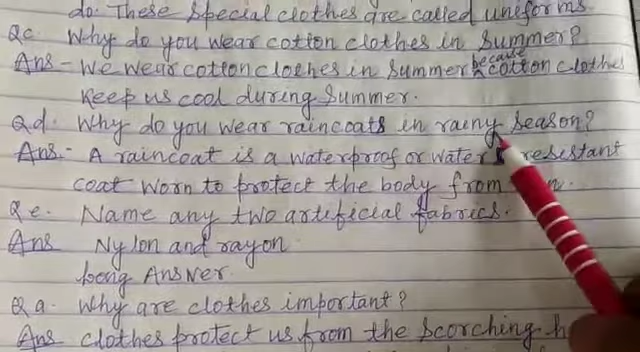 do. These special clothes are called uniforms
Qc. Why do you wear cotton clothes in Summer?
Ans - We wear cotton clothes in Summer because cotton clothes
Keep us cool during Summer.
Qd. Why do you wear raincoats in rainy season?
Ans. - A raincoat is a waterproof or water resistant
coat worn to protect the body from
Qe. Name any two artificial fabrics.
Ans Nylon and rayon
Long Answer.
Qa. Why are clothes important?
Ans clothes protect us from the scorching